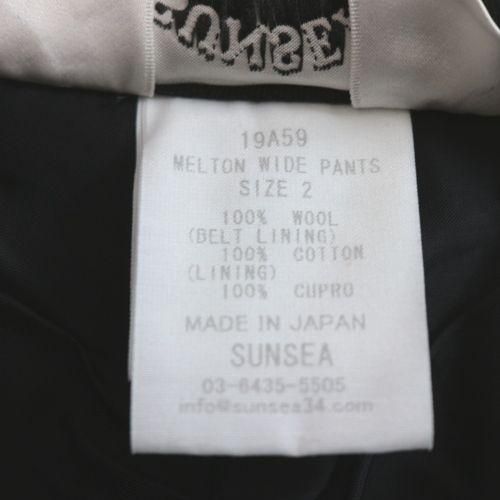 SUNSEA
19A59
MELTON WIDE PANTS
SIZE 2
100% WOOL
(BELT LINING)
100% COTTON
(LINING)
100% CUPRO
MADE IN JAPAN
SUNSEA
03-6435-5505
info@sunsea34.com